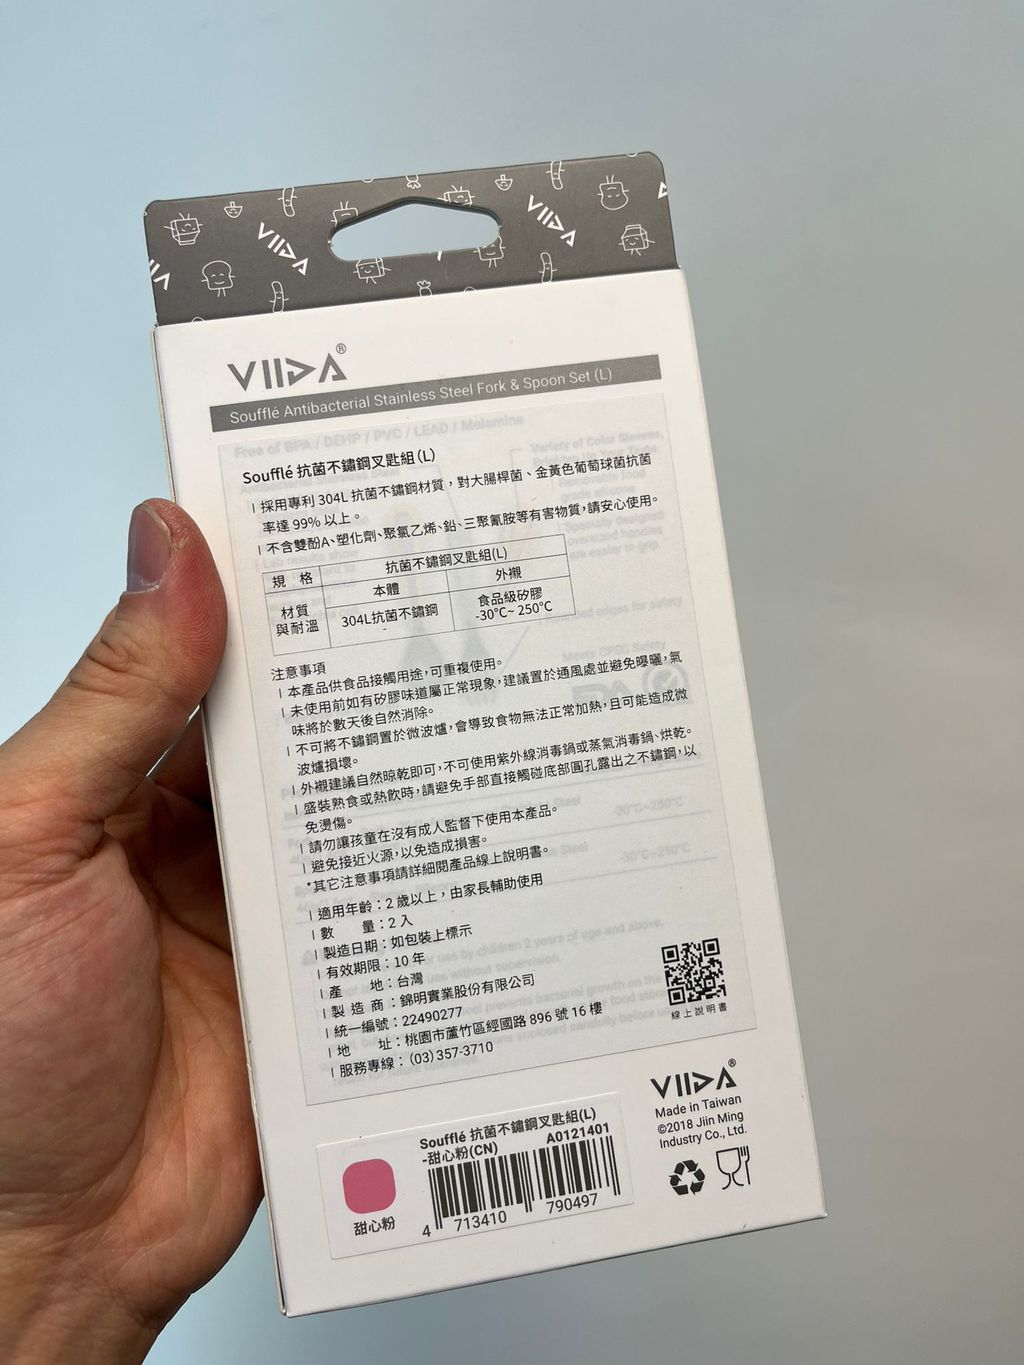 VIIDA
VIIDA
VIIDA®
Soufflé Antibacterial Stainless Steel Fork & Spoon Set (L)
Free of BPA / DEHP / PVC / LEAD / Melamine
Variety of Color Sleeves,
Soufflé 抗菌不鏽鋼叉匙組(L)
| 採用專利 304L 抗菌不鏽鋼材質，對大腸桿菌、金黃色葡萄球菌抗菌
率達 99% 以上。
| 不含雙酚A、塑化劑、聚氯乙烯、鉛、三聚氰胺等有害物質，請安心使用。
規 格 抗菌不鏽鋼叉匙組(L)
本體 外襯
材質
與耐溫 304L抗菌不鏽鋼 食品級矽膠
- -30°C~ 250°C
注意事項
| 本產品供食品接觸用途，可重複使用。
| 未使用前如有矽膠味道屬正常現象，建議置於通風處並避免曝曬，氣
味將於數天後自然消除。
| 不可將不鏽鋼置於微波爐，會導致食物無法正常加熱，且可能造成微
波爐損壞。
| 外襯建議自然晾乾即可，不可使用紫外線消毒鍋或蒸氣消毒鍋、烘乾。
| 盛裝熟食或熱飲時，請避免手部直接觸碰底部圓孔露出之不鏽鋼，以
免燙傷。
| 請勿讓孩童在沒有成人監督下使用本產品。
| 避免接近火源，以免造成損害。
*其它注意事項請詳細閱產品線上說明書。
| 適用年齡：2 歲以上，由家長輔助使用
| 數 量：2 入
| 製造日期：如包裝上標示
| 有效期限：10 年
| 產 地：台灣
| 製 造 商：錦明實業股份有限公司
| 統一編號：22490277
| 地 址：桃園市蘆竹區經國路 896 號 16 樓
| 服務專線：(03)357-3710
線上說明書
VIIDA®
Made in Taiwan
©2018 Jiin Ming
Industry Co., Ltd.
Soufflé 抗菌不鏽鋼叉匙組(L)
-甜心粉(CN) A0121401
甜心粉
4 713410 790497